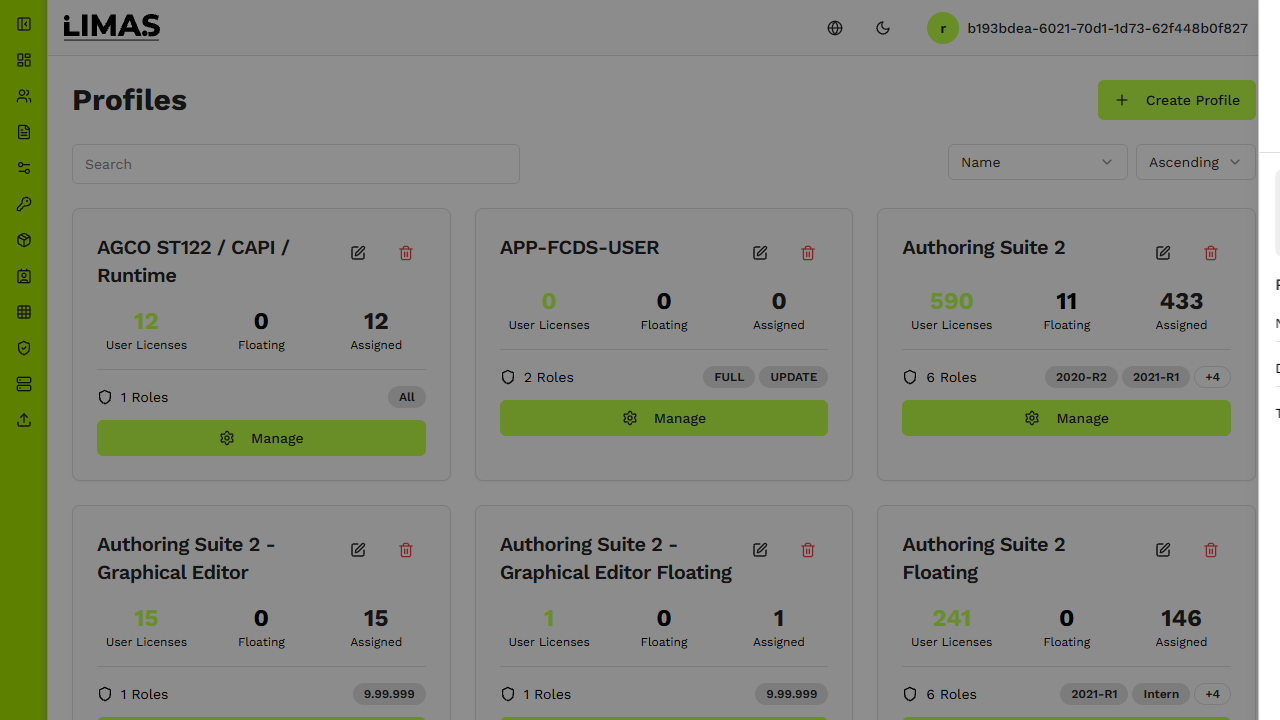 LIMAS
r
b193bdea-6021-70d1-1d73-62f448b0f827
Profiles
Create Profile
Search
Name
Ascending
AGCO ST122 / CAPI /
Runtime
12
User Licenses
0
Floating
12
Assigned
1 Roles
All
Manage
APP-FCDS-USER
0
User Licenses
0
Floating
0
Assigned
2 Roles
FULL
UPDATE
Manage
Authoring Suite 2
590
User Licenses
11
Floating
433
Assigned
6 Roles
2020-R2
2021-R1
+4
Manage
Authoring Suite 2 -
Graphical Editor
15
User Licenses
0
Floating
15
Assigned
1 Roles
9.99.999
Authoring Suite 2 -
Graphical Editor Floating
1
User Licenses
0
Floating
1
Assigned
1 Roles
9.99.999
Authoring Suite 2
Floating
241
User Licenses
0
Floating
146
Assigned
6 Roles
2021-R1
Intern
+4